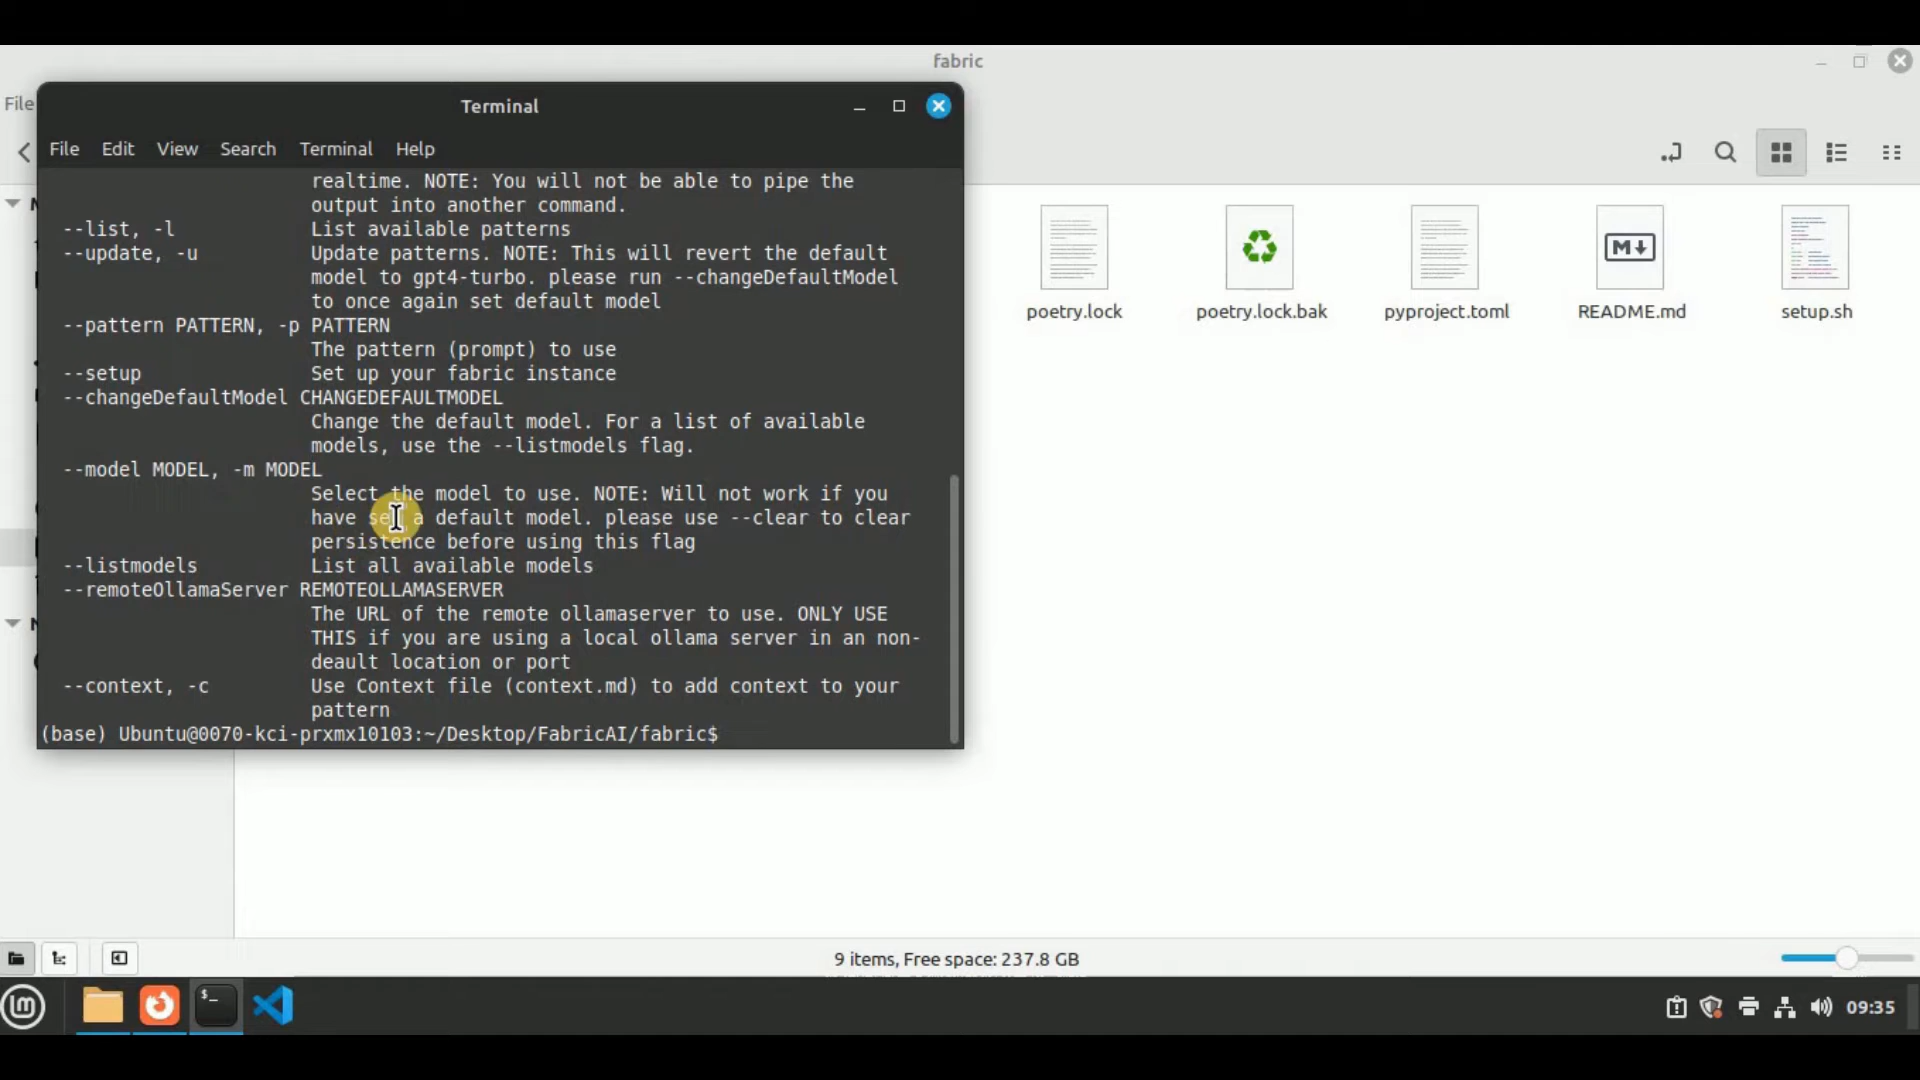 fabric
File
Terminal
File Edit View Search Terminal Help
realtime. NOTE: You will not be able to pipe the
output into another command.
--list, -l List available patterns
--update, -u Update patterns. NOTE: This will revert the default
model to gpt4-turbo. please run --changeDefaultModel
to once again set default model
--pattern PATTERN, -p PATTERN
The pattern (prompt) to use
--setup Set up your fabric instance
--changeDefaultModel CHANGEDEFAULTMODEL
Change the default model. For a list of available
models, use the --listmodels flag.
--model MODEL, -m MODEL
Select the model to use. NOTE: Will not work if you
have set a default model. please use --clear to clear
persistence before using this flag
--listmodels List all available models
--remoteOllamaServer REMOTEOLLAMASERVER
The URL of the remote ollamaserver to use. ONLY USE
THIS if you are using a local ollama server in an non-
deault location or port
--context, -c Use Context file (context.md) to add context to your
pattern
(base) Ubuntu@0070-kci-prxmx10103:~/Desktop/FabricAI/fabric$
poetry.lock poetry.lock.bak pyproject.toml README.md setup.sh
9 items, Free space: 237.8 GB
09:35